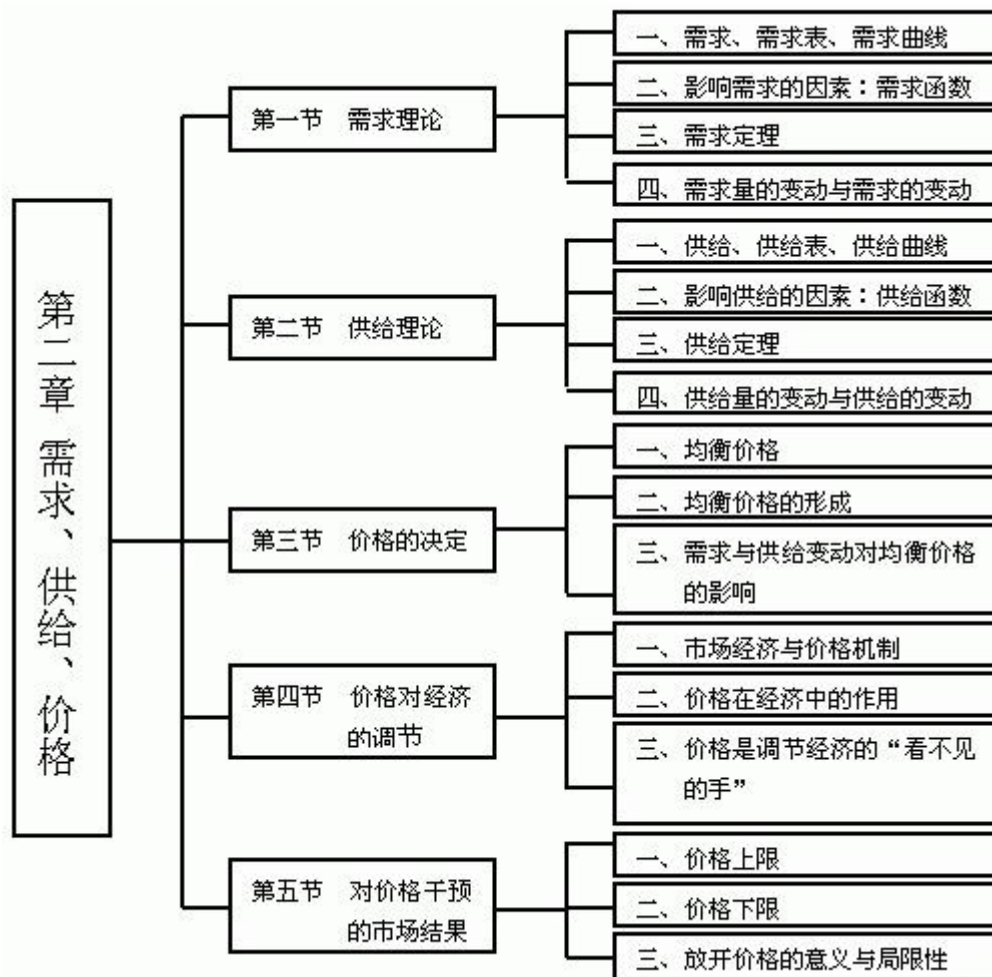 第二章 需求、供给、价格
第一节 需求理论
一、需求、需求表、需求曲线
二、影响需求的因素：需求函数
三、需求定理
四、需求量的变动与需求的变动
第二节 供给理论
一、供给、供给表、供给曲线
二、影响供给的因素：供给函数
三、供给定理
四、供给量的变动与供给的变动
第三节 价格的决定
一、均衡价格
二、均衡价格的形成
三、需求与供给变动对均衡价格
的影响
第四节 价格对经济
的调节
一、市场经济与价格机制
二、价格在经济中的作用
三、价格是调节经济的“看不见
的手”
第五节 对价格干预
的市场结果
一、价格上限
二、价格下限
三、放开价格的意义与局限性